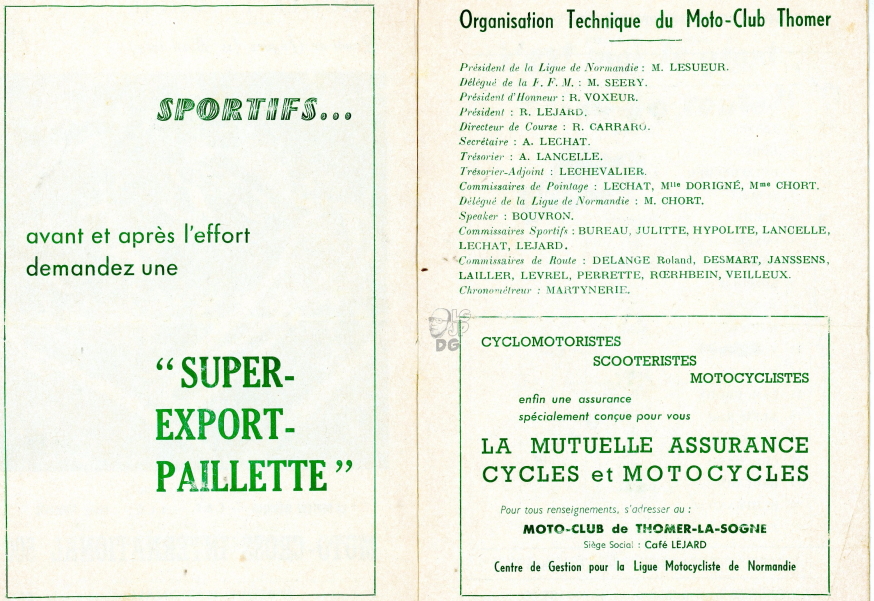 SPORTIFS...
avant et après l'effort
demandez une
"SUPER-
EXPORT-
PAILLETTE"
Organisation Technique du Moto-Club Thomer
Président de la Ligue de Normandie : M. LESUEUR.
Délégué de la F. F. M. : M. SEERY.
Président d'Honneur : R. VOXEUR.
Président : R. LEJARD.
Directeur de Course : R. CARRARO.
Secrétaire : A. LECHAT.
Trésorier : A. LANCELLE.
Trésorier-Adjoint : LECHEVALIER.
Commissaires de Pointage : LECHAT, Mlle DORIGNÉ, Mme CHORT.
Délégué de la Ligue de Normandie : M. CHORT.
Speaker : BOUVRON.
Commissaires Sportifs : BUREAU, JULITTE, HYPOLITE, LANCELLE,
LECHAT, LEJARD.
Commissaires de Route : DELANGE Roland, DESMART, JANSSENS,
LAILLER, LEVREL, PERRETTE, RŒRHBEIN, VEILLEUX.
Chronométreur : MARTYNERIE.
DG
CYCLOMOTORISTES
SCOOTERISTES
MOTOCYCLISTES
enfin une assurance
spécialement conçue pour vous
LA MUTUELLE ASSURANCE
CYCLES et MOTOCYCLES
Pour tous renseignements, s'adresser au :
MOTO-CLUB de THOMER-LA-SOGNE
Siège Social : Café LEJARD
Centre de Gestion pour la Ligue Motocycliste de Normandie